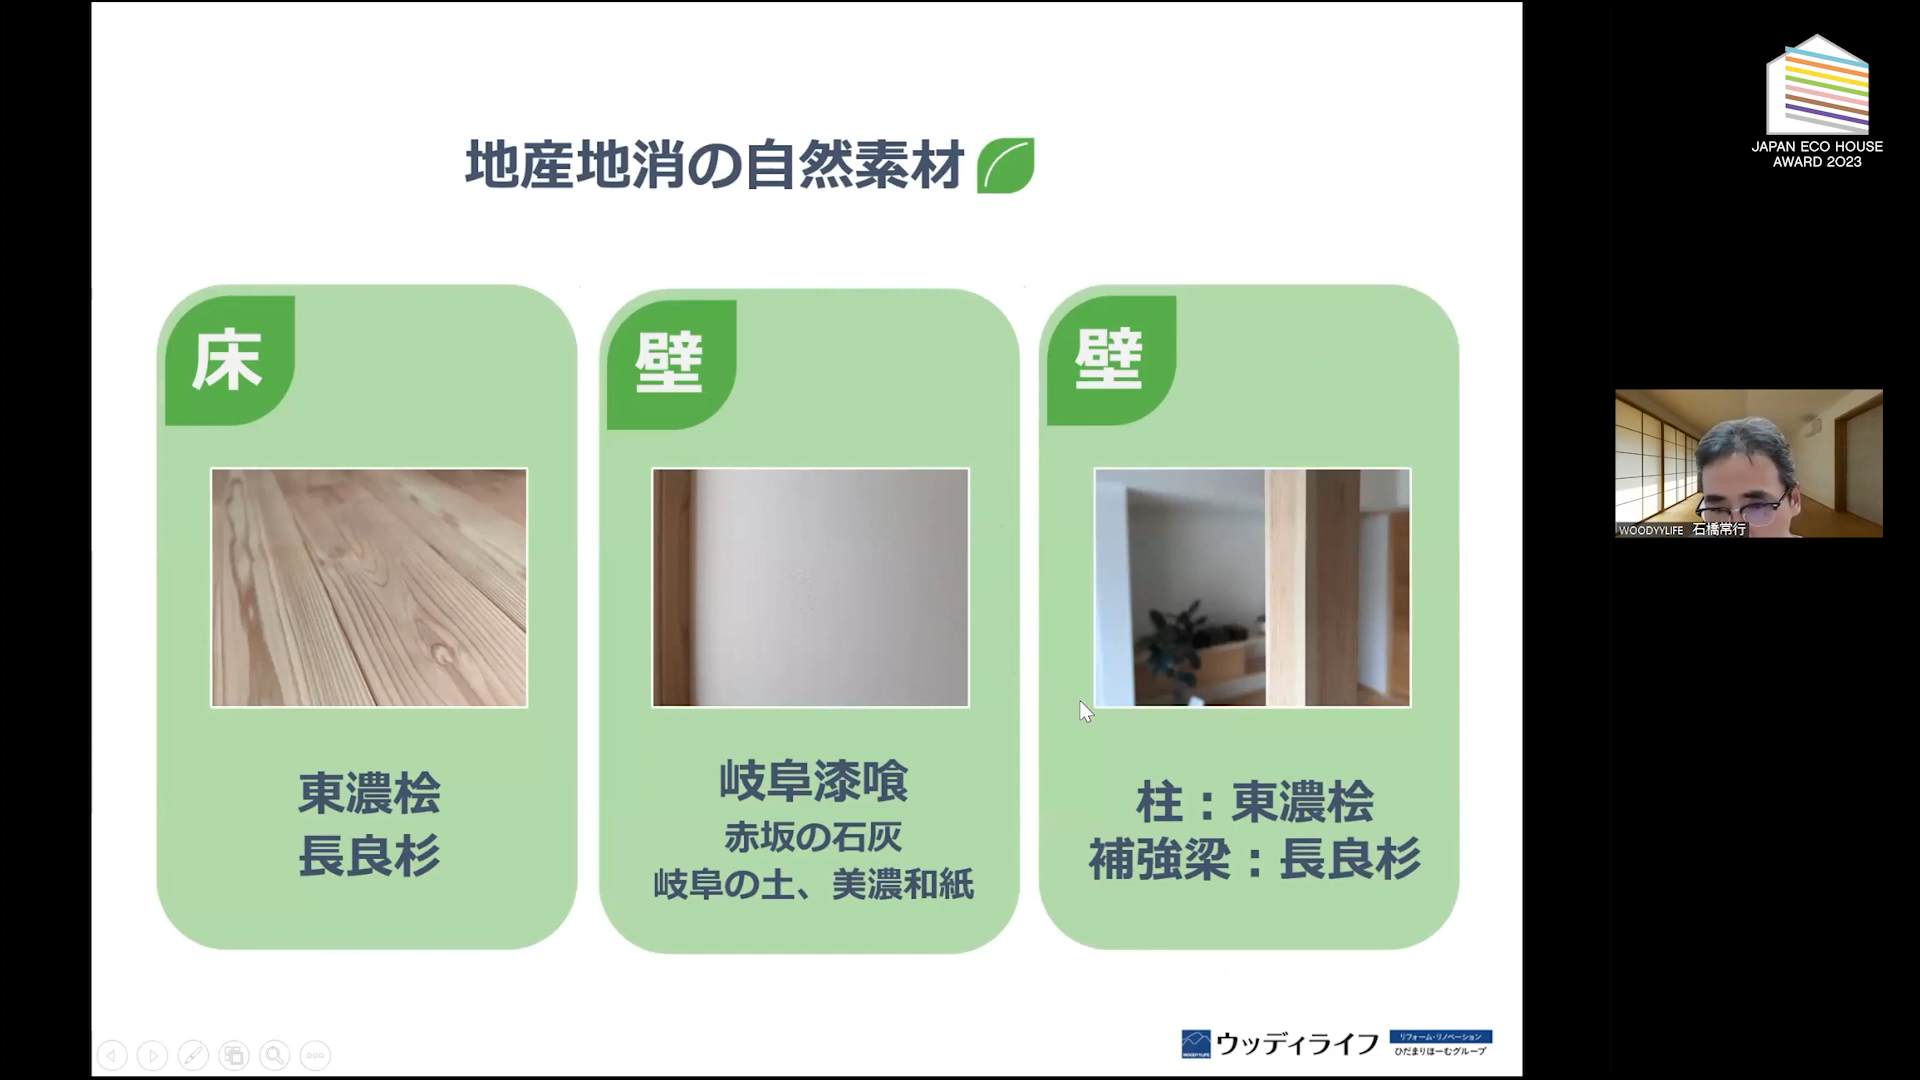 地産地消の自然素材
床
東濃桧
長良杉
壁
岐阜漆喰
赤坂の石灰
岐阜の土、美濃和紙
壁
柱：東濃桧
補強梁：長良杉
WOODYLIFE
ウッディライフ
リフォーム・リノベーション
ひだまりほーむグループ
JAPAN ECO HOUSE
AWARD 2023
WOODYYLIFE 石橋常行